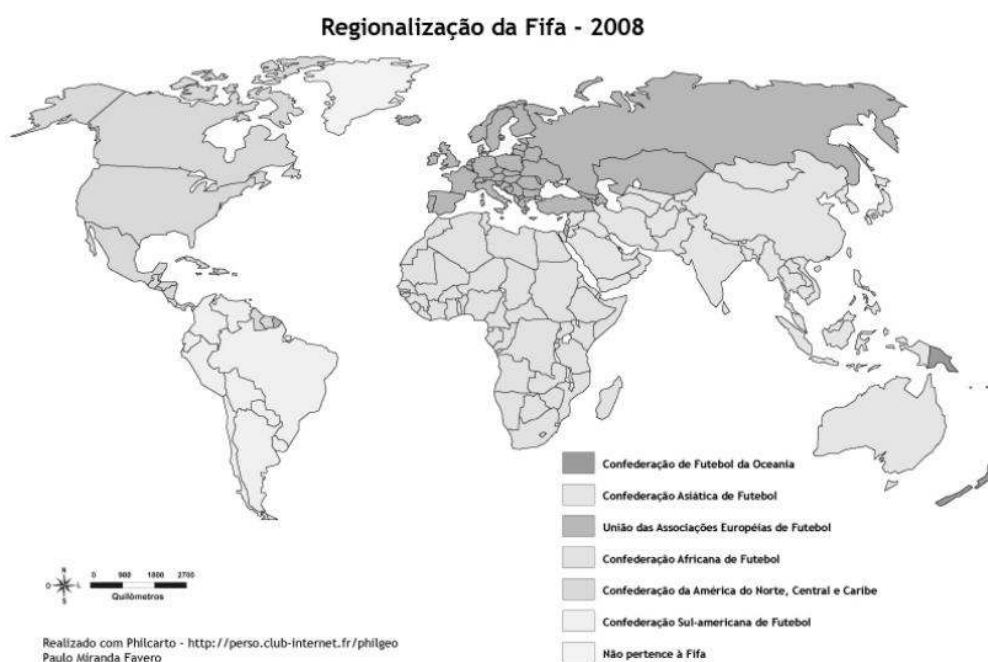 Regionalização da Fifa - 2008
Confederação de Futebol da Oceania
Confederação Asiática de Futebol
União das Associações Européias de Futebol
Confederação Africana de Futebol
Confederação da América do Norte, Central e Caribe
Confederação Sul-americana de Futebol
Não pertence à Fifa
N
O L
S
0 900 1800 2700
Quilômetros
Realizado com Philcarto - http://perso.club-internet.fr/philgeo
Paulo Miranda Favero